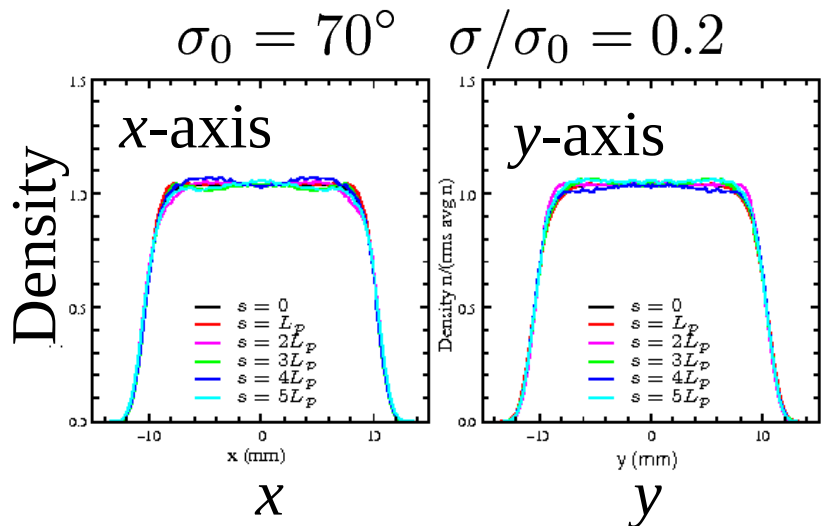 σ₀ = 70° σ/σ₀ = 0.2
x-axis
Density
1.5
1.0
0.5
0.0
s = 0
s = Lₚ
s = 2Lₚ
s = 3Lₚ
s = 4Lₚ
s = 5Lₚ
-10 0 10
x (mm)
x
y-axis
Density n/(rms avg n)
1.5
1.0
0.5
0.0
s = 0
s = Lₚ
s = 2Lₚ
s = 3Lₚ
s = 4Lₚ
s = 5Lₚ
-10 0 10
y (mm)
y